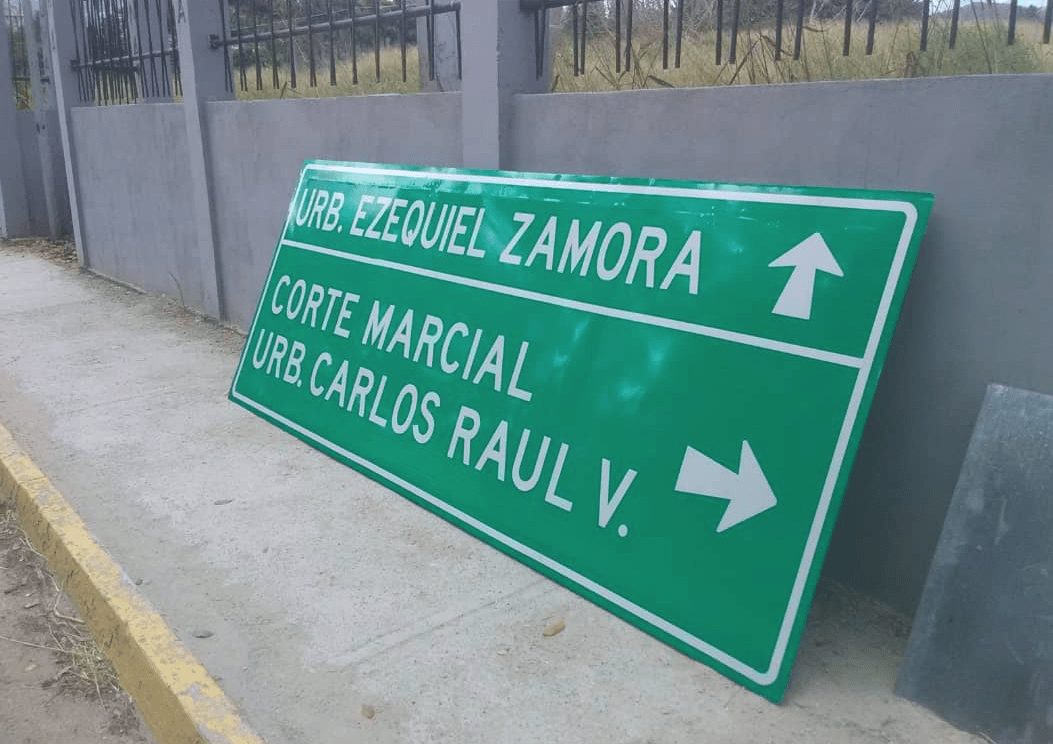 URB. EZEQUIEL ZAMORA
CORTE MARCIAL
URB. CARLOS RAUL V.